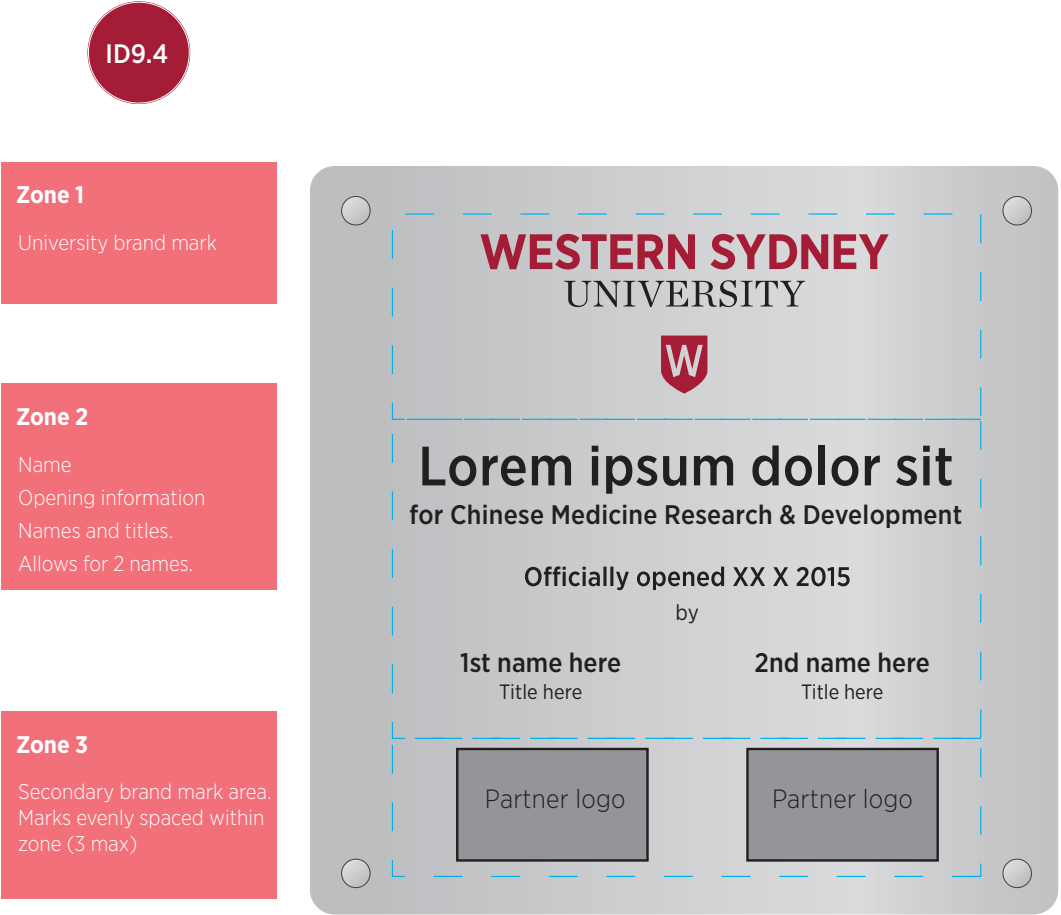 ID9.4
Zone 1
University brand mark
Zone 2
Name
Opening information
Names and titles.
Allows for 2 names.
Zone 3
Secondary brand mark area.
Marks evenly spaced within
zone (3 max)
WESTERN SYDNEY
UNIVERSITY
W
Lorem ipsum dolor sit
for Chinese Medicine Research & Development
Officially opened XX X 2015
by
1st name here
Title here
2nd name here
Title here
Partner logo
Partner logo